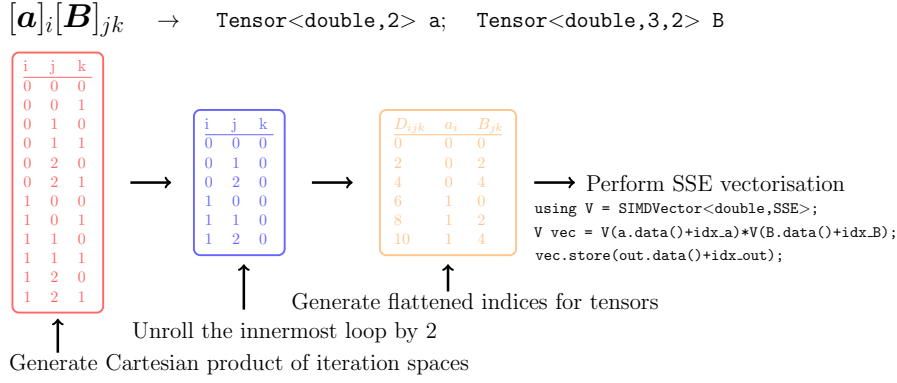 [a]_i[B]_jk → Tensor<double,2> a; Tensor<double,3,2> B
i j k
0 0 0
0 0 1
0 1 0
0 1 1
0 2 0
0 2 1
1 0 0
1 0 1
1 1 0
1 1 1
1 2 0
1 2 1
i j k
0 0 0
0 1 0
0 2 0
1 0 0
1 1 0
1 2 0
D_ijk a_i B_jk
0 0 0
2 0 2
4 0 4
6 1 0
8 1 2
10 1 4
Perform SSE vectorisation
using V = SIMDVector<double,SSE>;
V vec = V(a.data()+idx_a)*V(B.data()+idx_B);
vec.store(out.data()+idx_out);
Generate flattened indices for tensors
Unroll the innermost loop by 2
Generate Cartesian product of iteration spaces